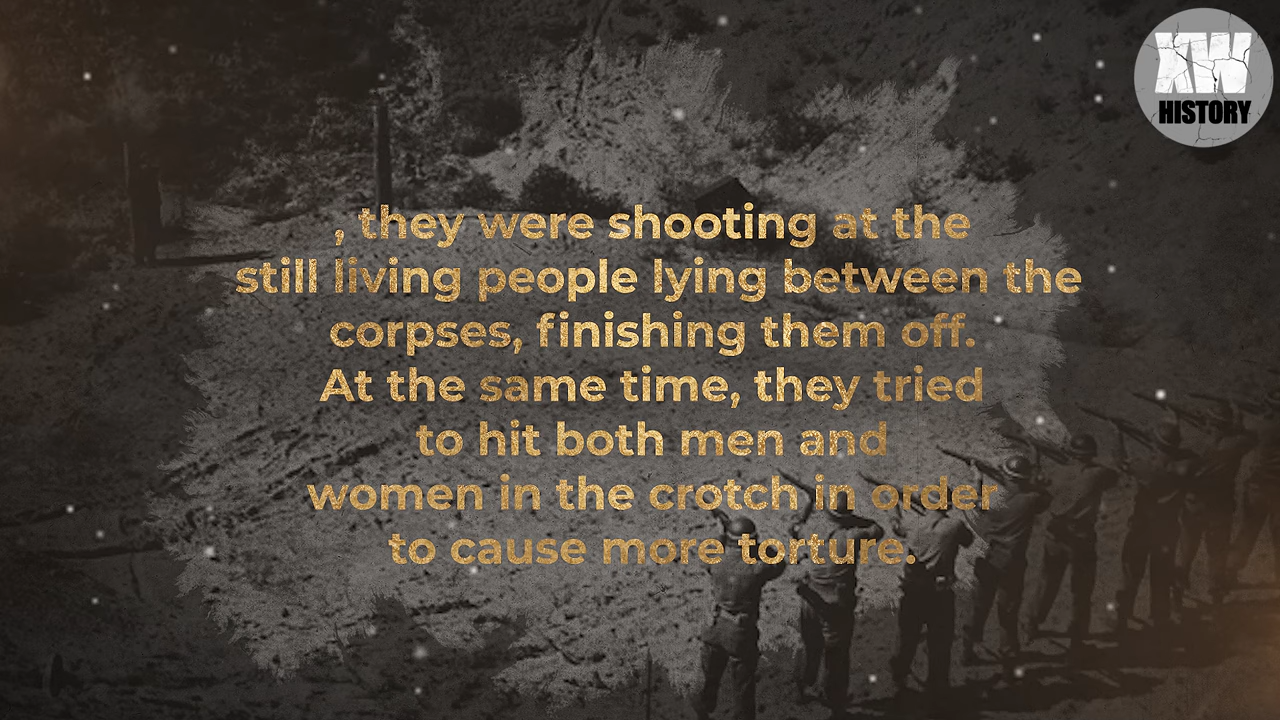 XW
HISTORY
, they were shooting at the
still living people lying between the
corpses, finishing them off.
At the same time, they tried
to hit both men and
women in the crotch in order
to cause more torture.